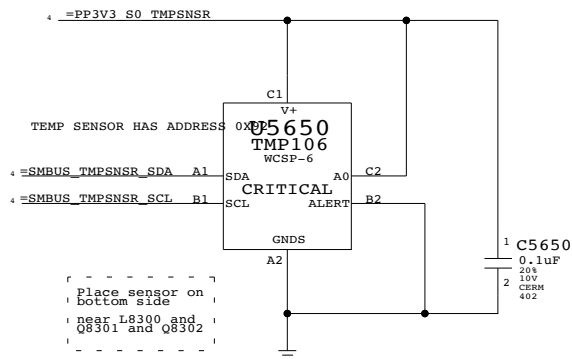 4 =PP3V3_S0_TMPSNSR
C1
V+
TEMP SENSOR HAS ADDRESS 0X92
U5650
TMP106
WCSP-6
4 =SMBUS_TMPSNSR_SDA A1 SDA A0 C2
CRITICAL
4 =SMBUS_TMPSNSR_SCL B1 SCL ALERT B2
GNDS
A2
1 C5650
0.1uF
20%
10V
2 CERM
402
Place sensor on
bottom side
near L8300 and
Q8301 and Q8302